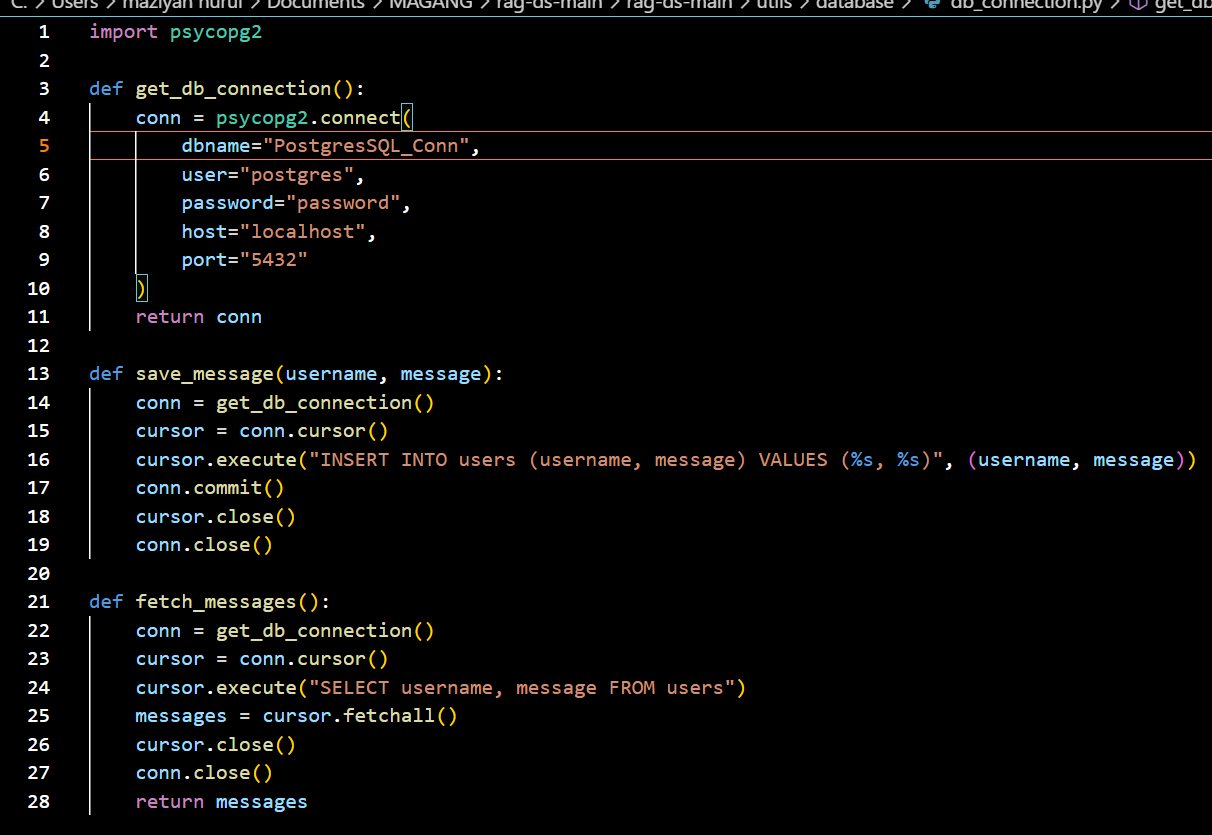 C: > Users > maziyah nurul > Documents > MAGANG > rag-ds-main > rag-ds-main > utils > database > db_connection.py > get_db
1 import psycopg2
2
3 def get_db_connection():
4     conn = psycopg2.connect(
5         dbname="PostgresSQL_Conn",
6         user="postgres",
7         password="password",
8         host="localhost",
9         port="5432"
10     )
11     return conn
12
13 def save_message(username, message):
14     conn = get_db_connection()
15     cursor = conn.cursor()
16     cursor.execute("INSERT INTO users (username, message) VALUES (%s, %s)", (username, message))
17     conn.commit()
18     cursor.close()
19     conn.close()
20
21 def fetch_messages():
22     conn = get_db_connection()
23     cursor = conn.cursor()
24     cursor.execute("SELECT username, message FROM users")
25     messages = cursor.fetchall()
26     cursor.close()
27     conn.close()
28     return messages